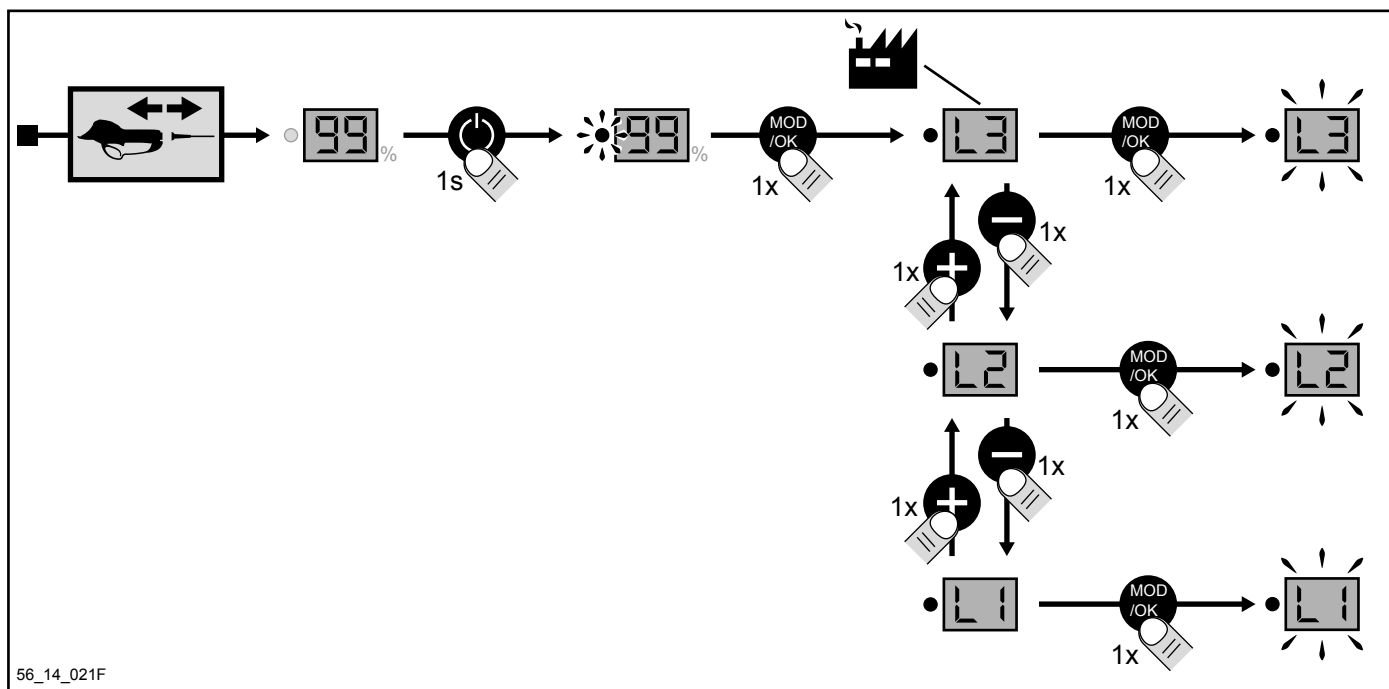 99
%
1s
99
%
MOD
/OK
1x
L3
MOD
/OK
1x
L3
1x
1x
L2
MOD
/OK
1x
L2
1x
1x
L1
MOD
/OK
1x
L1
56_14_021F